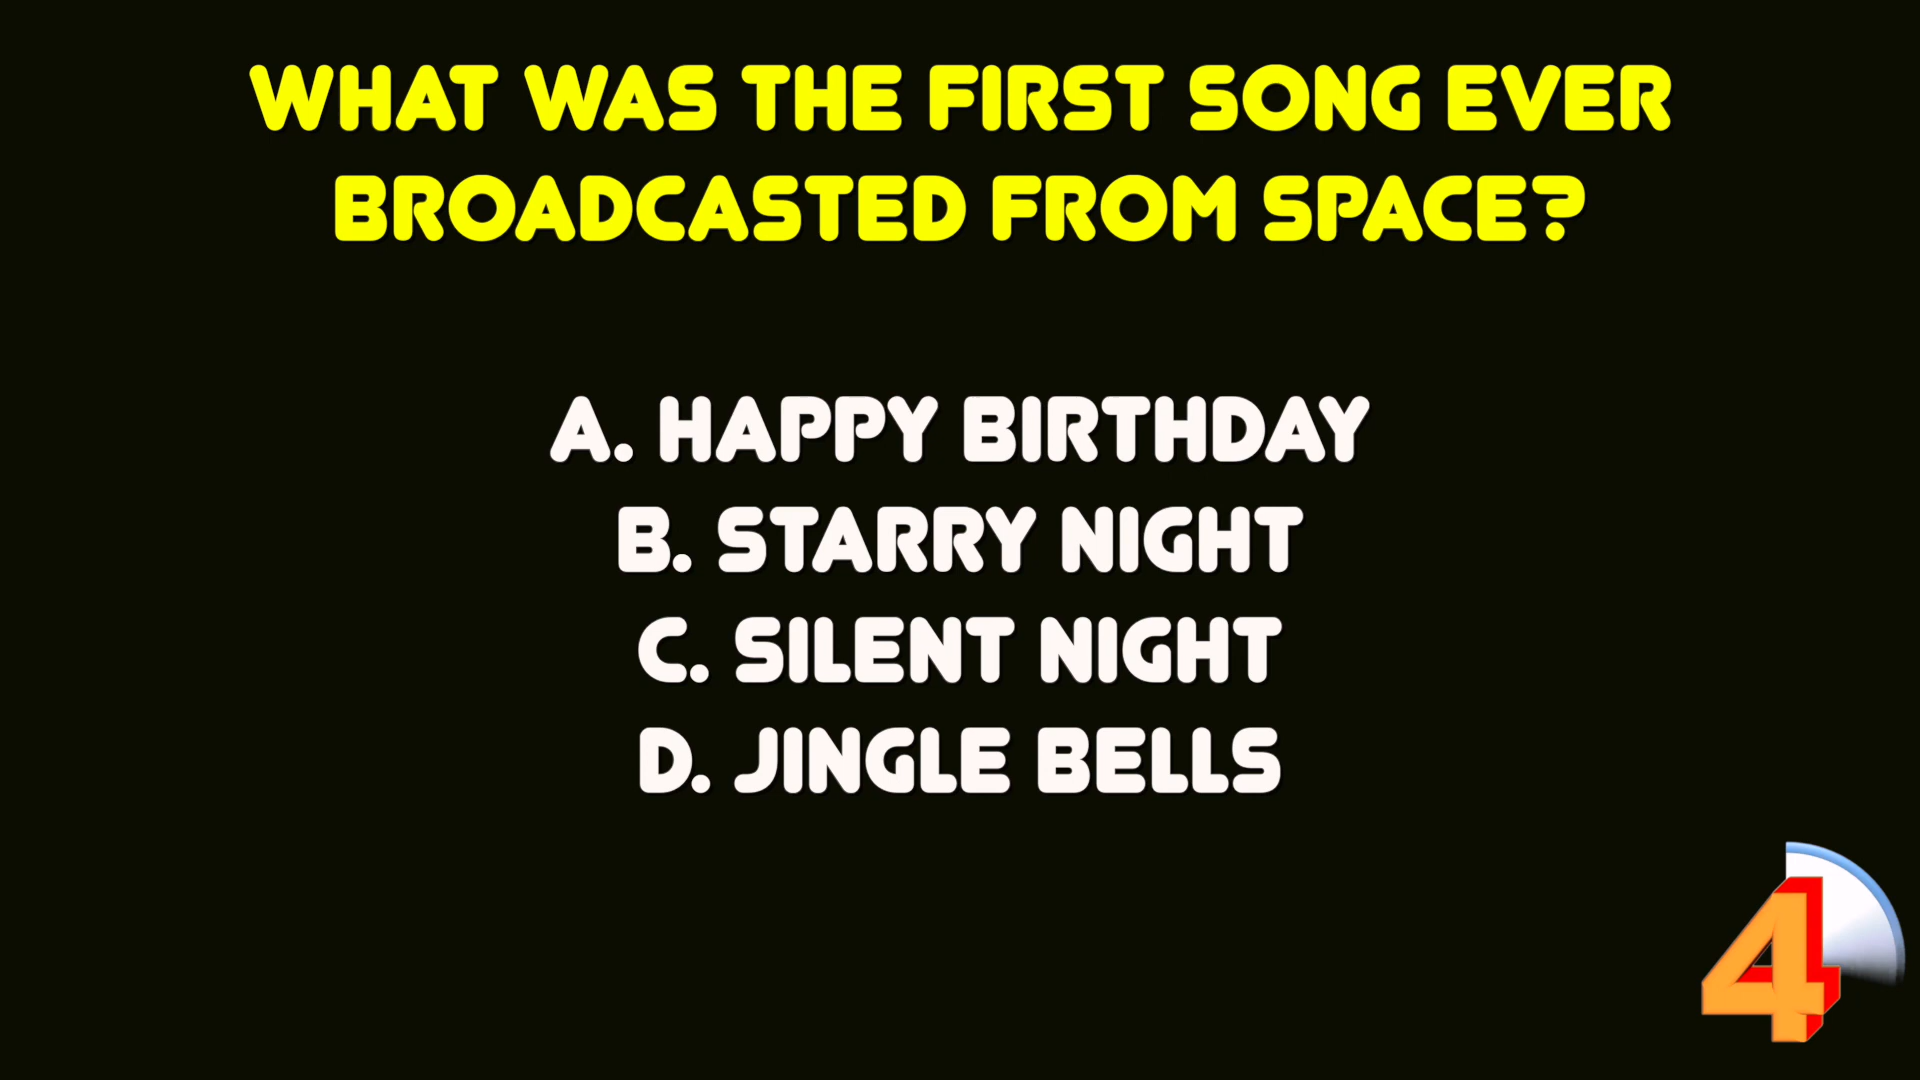 WHAT WAS THE FIRST SONG EVER
BROADCASTED FROM SPACE?
A. HAPPY BIRTHDAY
B. STARRY NIGHT
C. SILENT NIGHT
D. JINGLE BELLS
4